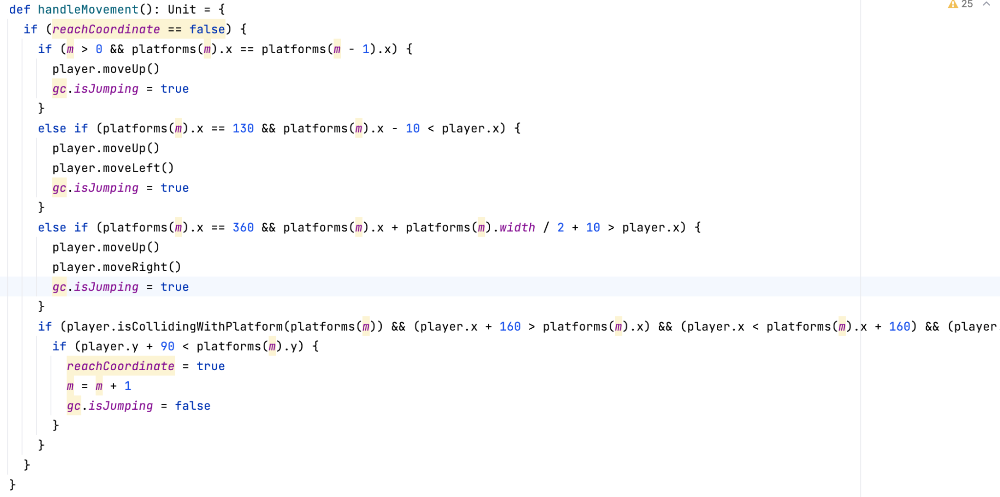 def handleMovement(): Unit = {
25
if (reachCoordinate == false) {
if (m > 0 && platforms(m).x == platforms(m - 1).x) {
player.moveUp()
gc.isJumping = true
}
else if (platforms(m).x == 130 && platforms(m).x - 10 < player.x) {
player.moveUp()
player.moveLeft()
gc.isJumping = true
}
else if (platforms(m).x == 360 && platforms(m).x + platforms(m).width / 2 + 10 > player.x) {
player.moveUp()
player.moveRight()
gc.isJumping = true
}
if (player.isCollidingWithPlatform(platforms(m)) && (player.x + 160 > platforms(m).x) && (player.x < platforms(m).x + 160) && (player.
if (player.y + 90 < platforms(m).y) {
reachCoordinate = true
m = m + 1
gc.isJumping = false
}
}
}
}